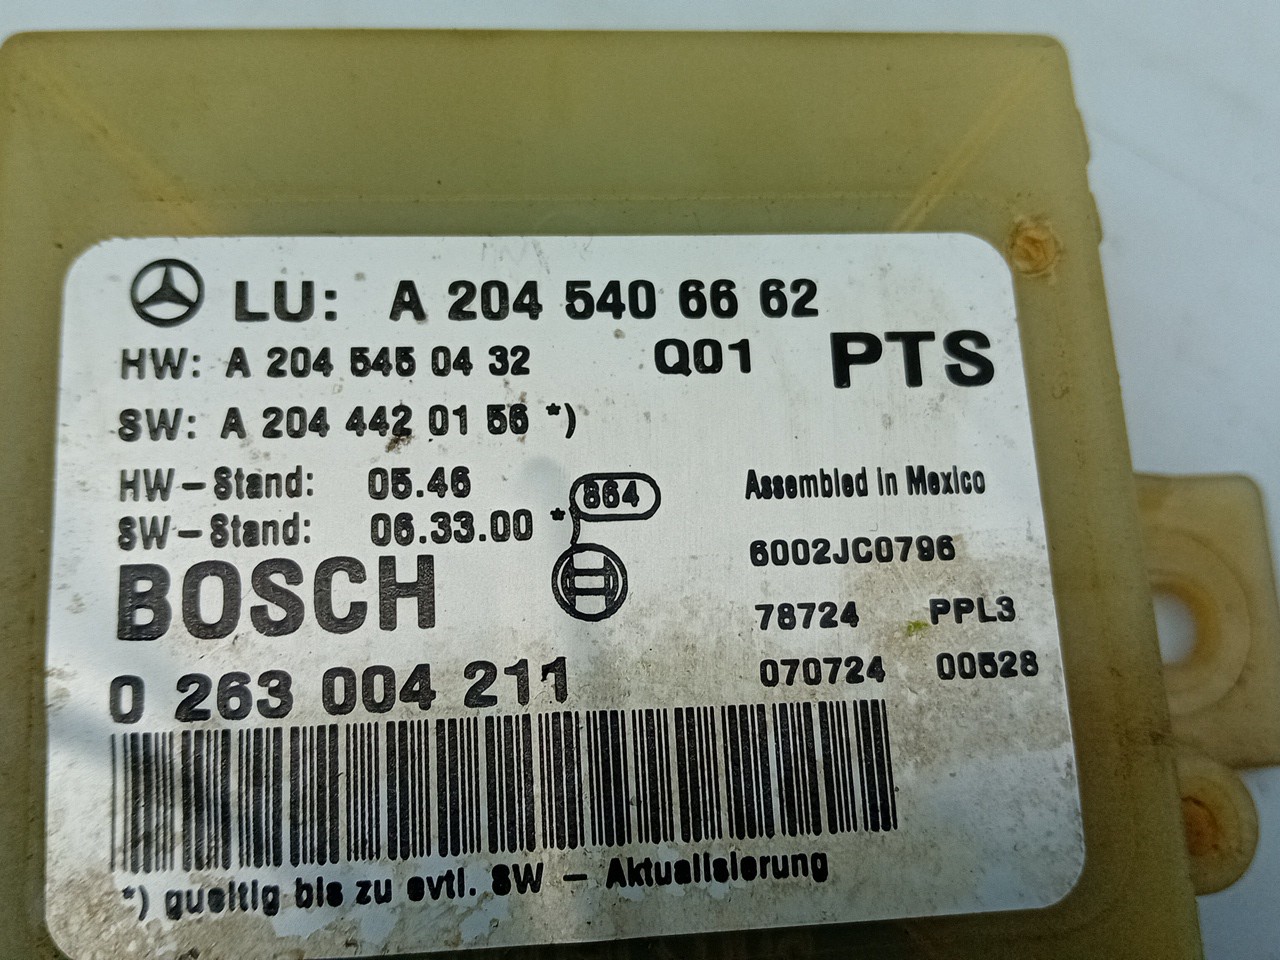 LU: A 204 540 66 62
HW: A 204 545 04 32 Q01 PTS
SW: A 204 442 01 56 *)
HW-Stand: 05.46 864 Assembled in Mexico
SW-Stand: 06.33.00 *
6002JC0796
BOSCH
78724 PPL3
0 263 004 211 070724 00528
*) gueltig bis zu evtl. SW - Aktualisierung